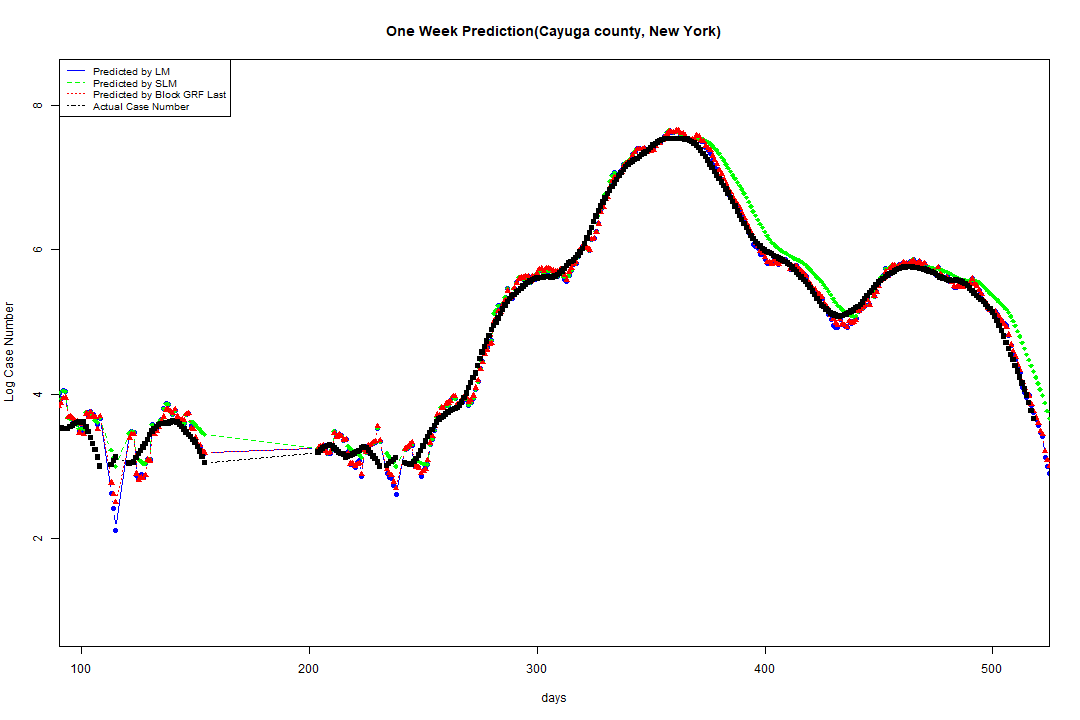 One Week Prediction(Cayuga county, New York)
Predicted by LM
Predicted by SLM
Predicted by Block GRF Last
Actual Case Number
8
6
4
2
Log Case Number
100 200 300 400 500
days